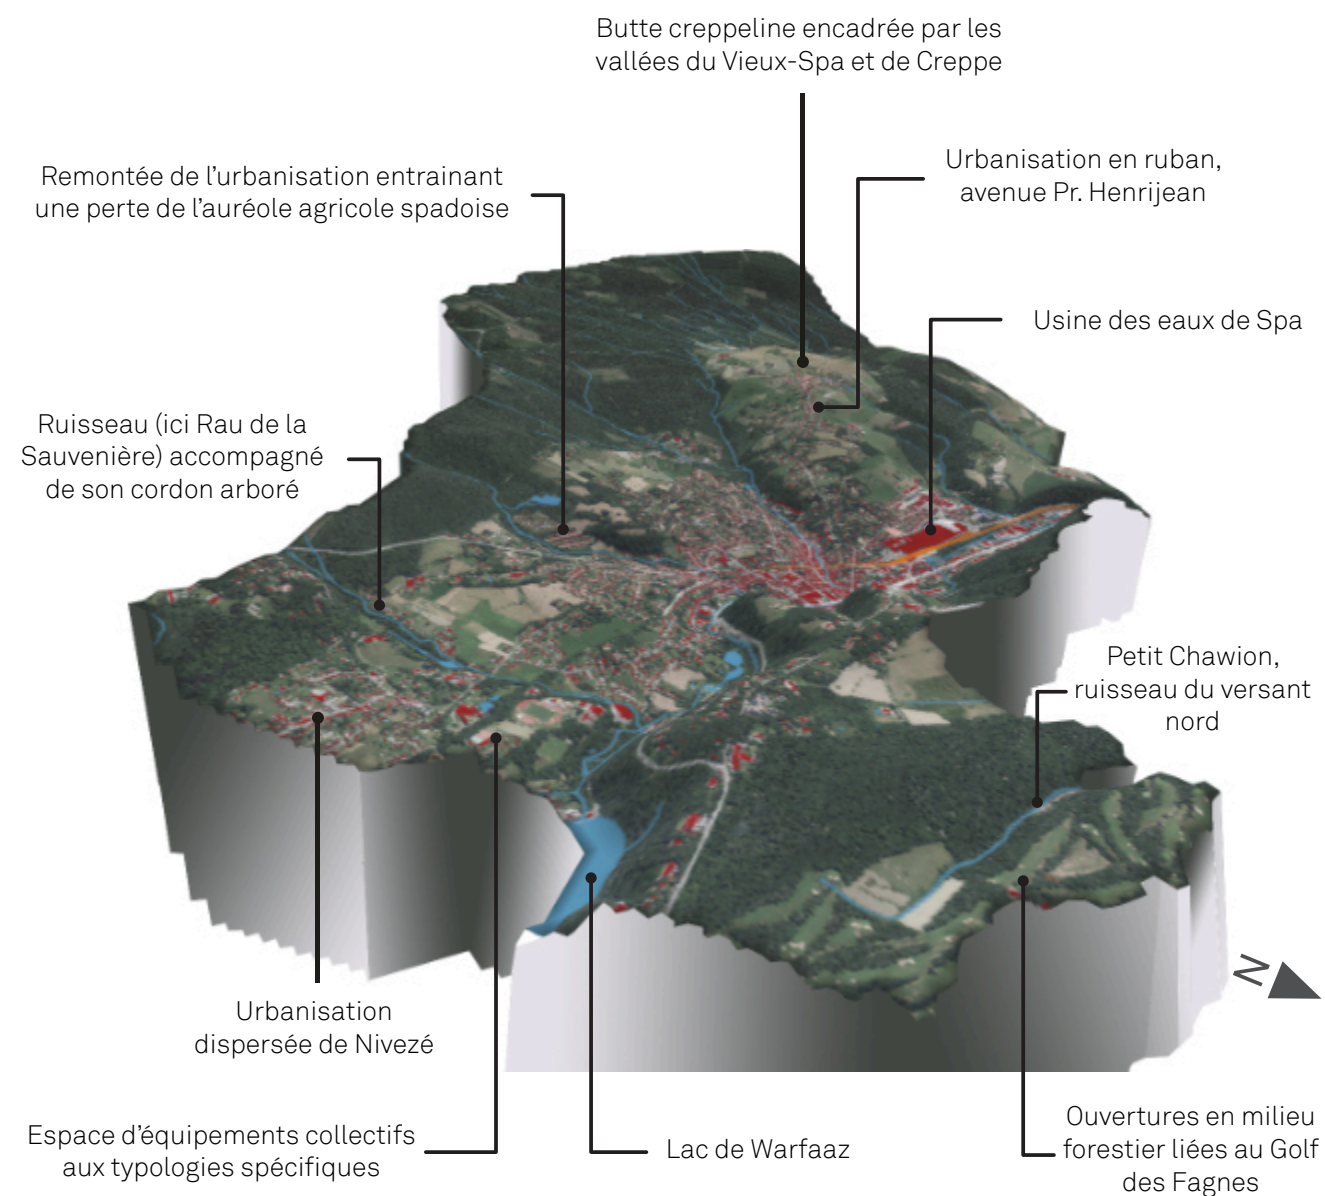 Butte creppeline encadrée par les
vallées du Vieux-Spa et de Creppe
Urbanisation en ruban,
avenue Pr. Henrijean
Remontée de l'urbanisation entrainant
une perte de l'auréole agricole spadoise
Usine des eaux de Spa
Ruisseau (ici Rau de la
Sauvenière) accompagné
de son cordon arboré
Petit Chawion,
ruisseau du versant
nord
N
Urbanisation
dispersée de Nivezé
Espace d'équipements collectifs
aux typologies spécifiques
Lac de Warfaaz
Ouvertures en milieu
forestier liées au Golf
des Fagnes